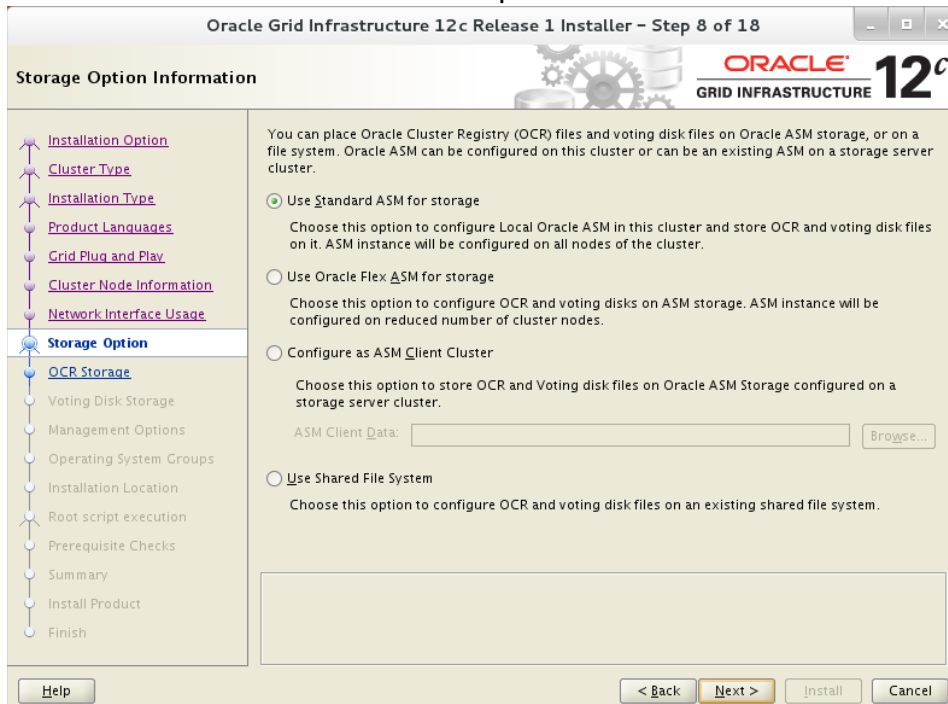 Oracle Grid Infrastructure 12c Release 1 Installer – Step 8 of 18
Storage Option Information
ORACLE
GRID INFRASTRUCTURE
12c
Installation Option
Cluster Type
Installation Type
Product Languages
Grid Plug and Play
Cluster Node Information
Network Interface Usage
Storage Option
OCR Storage
Voting Disk Storage
Management Options
Operating System Groups
Installation Location
Root script execution
Prerequisite Checks
Summary
Install Product
Finish
You can place Oracle Cluster Registry (OCR) files and voting disk files on Oracle ASM storage, or on a
file system. Oracle ASM can be configured on this cluster or can be an existing ASM on a storage server
cluster.
Use Standard ASM for storage
Choose this option to configure Local Oracle ASM in this cluster and store OCR and voting disk files
on it. ASM instance will be configured on all nodes of the cluster.
Use Oracle Flex ASM for storage
Choose this option to configure OCR and voting disks on ASM storage. ASM instance will be
configured on reduced number of cluster nodes.
Configure as ASM Client Cluster
Choose this option to store OCR and Voting disk files on Oracle ASM Storage configured on a
storage server cluster.
ASM Client Data:
Browse...
Use Shared File System
Choose this option to configure OCR and voting disk files on an existing shared file system.
Help
< Back
Next >
Install
Cancel